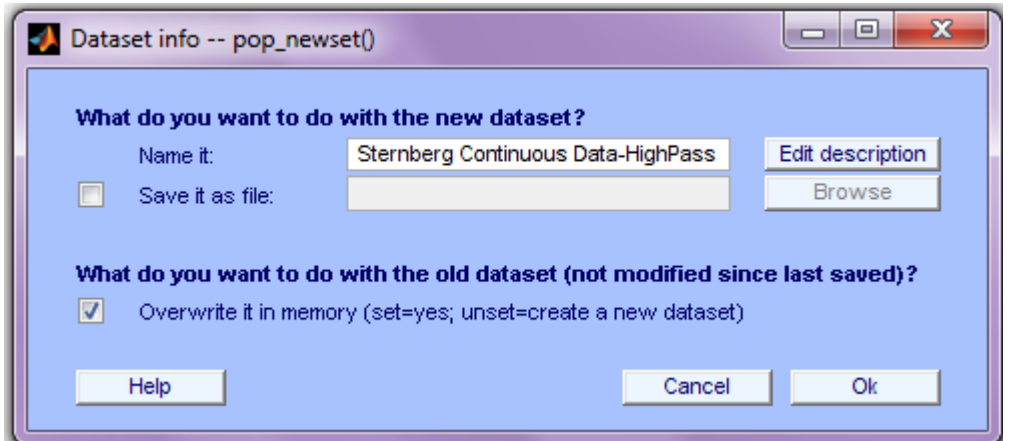 Dataset info -- pop_newset()
What do you want to do with the new dataset?
Name it: Sternberg Continuous Data-HighPass Edit description
Save it as file: Browse
What do you want to do with the old dataset (not modified since last saved)?
Overwrite it in memory (set=yes; unset=create a new dataset)
Help Cancel Ok